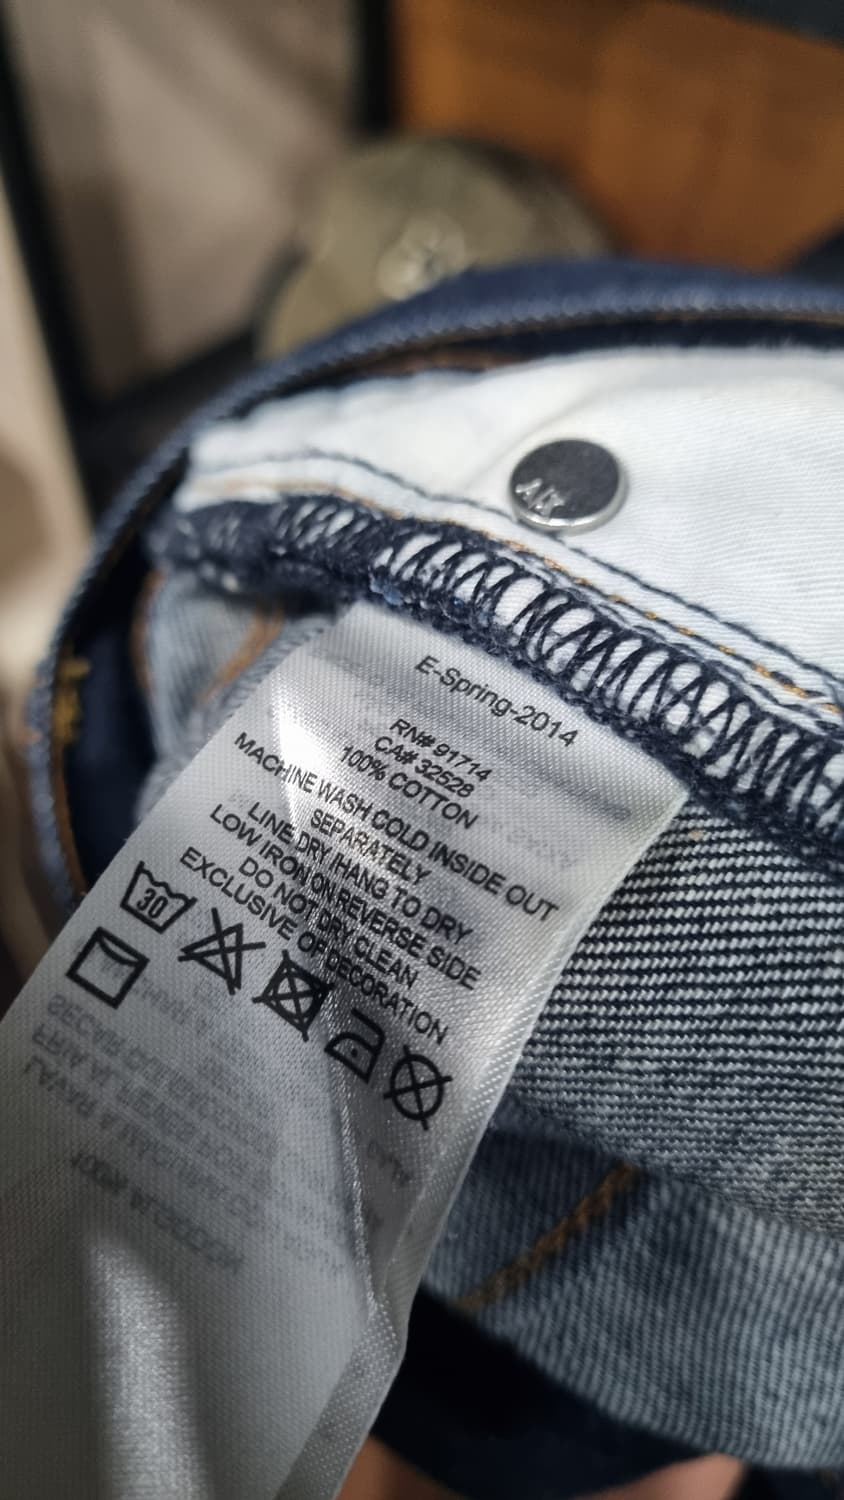 E-Spring-2014
RN# 91714
CA# 32528
100% COTTON
MACHINE WASH COLD INSIDE OUT
SEPARATELY
LINE DRY /HANG TO DRY
LOW IRON ON REVERSE SIDE
DO NOT DRY CLEAN
EXCLUSIVE OF DECORATION
30